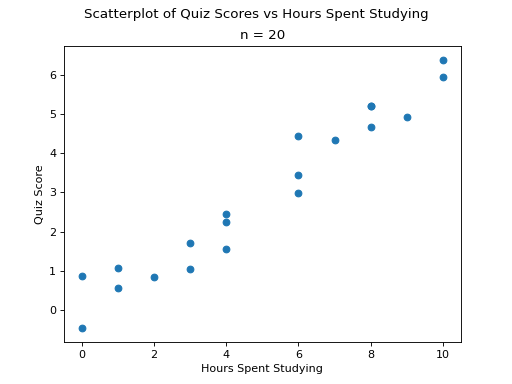 Scatterplot of Quiz Scores vs Hours Spent Studying
n = 20
6
5
4
3
2
1
0
Quiz Score
0 2 4 6 8 10
Hours Spent Studying